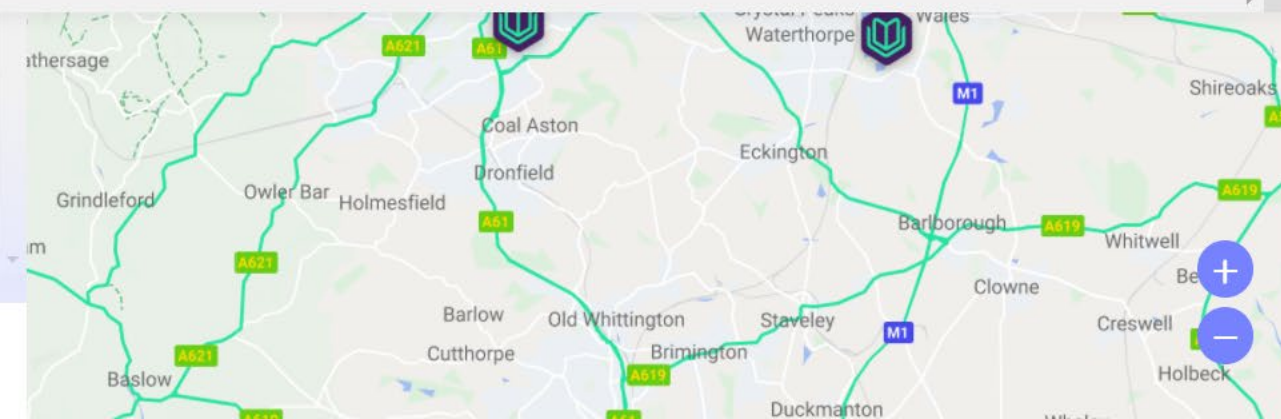 Wales
Waterthorpe
A621
A61
athersage
Shireoaks
M1
Coal Aston
Eckington
Dronfield
Grindleford
Owler Bar
Holmesfield
A619
A61
Barlborough
A619
Whitwell
A621
Clowne
Barlow
Old Whittington
Staveley
M1
Creswell
Cutthorpe
Brimington
A621
Baslow
A619
Holbeck
Duckmanton